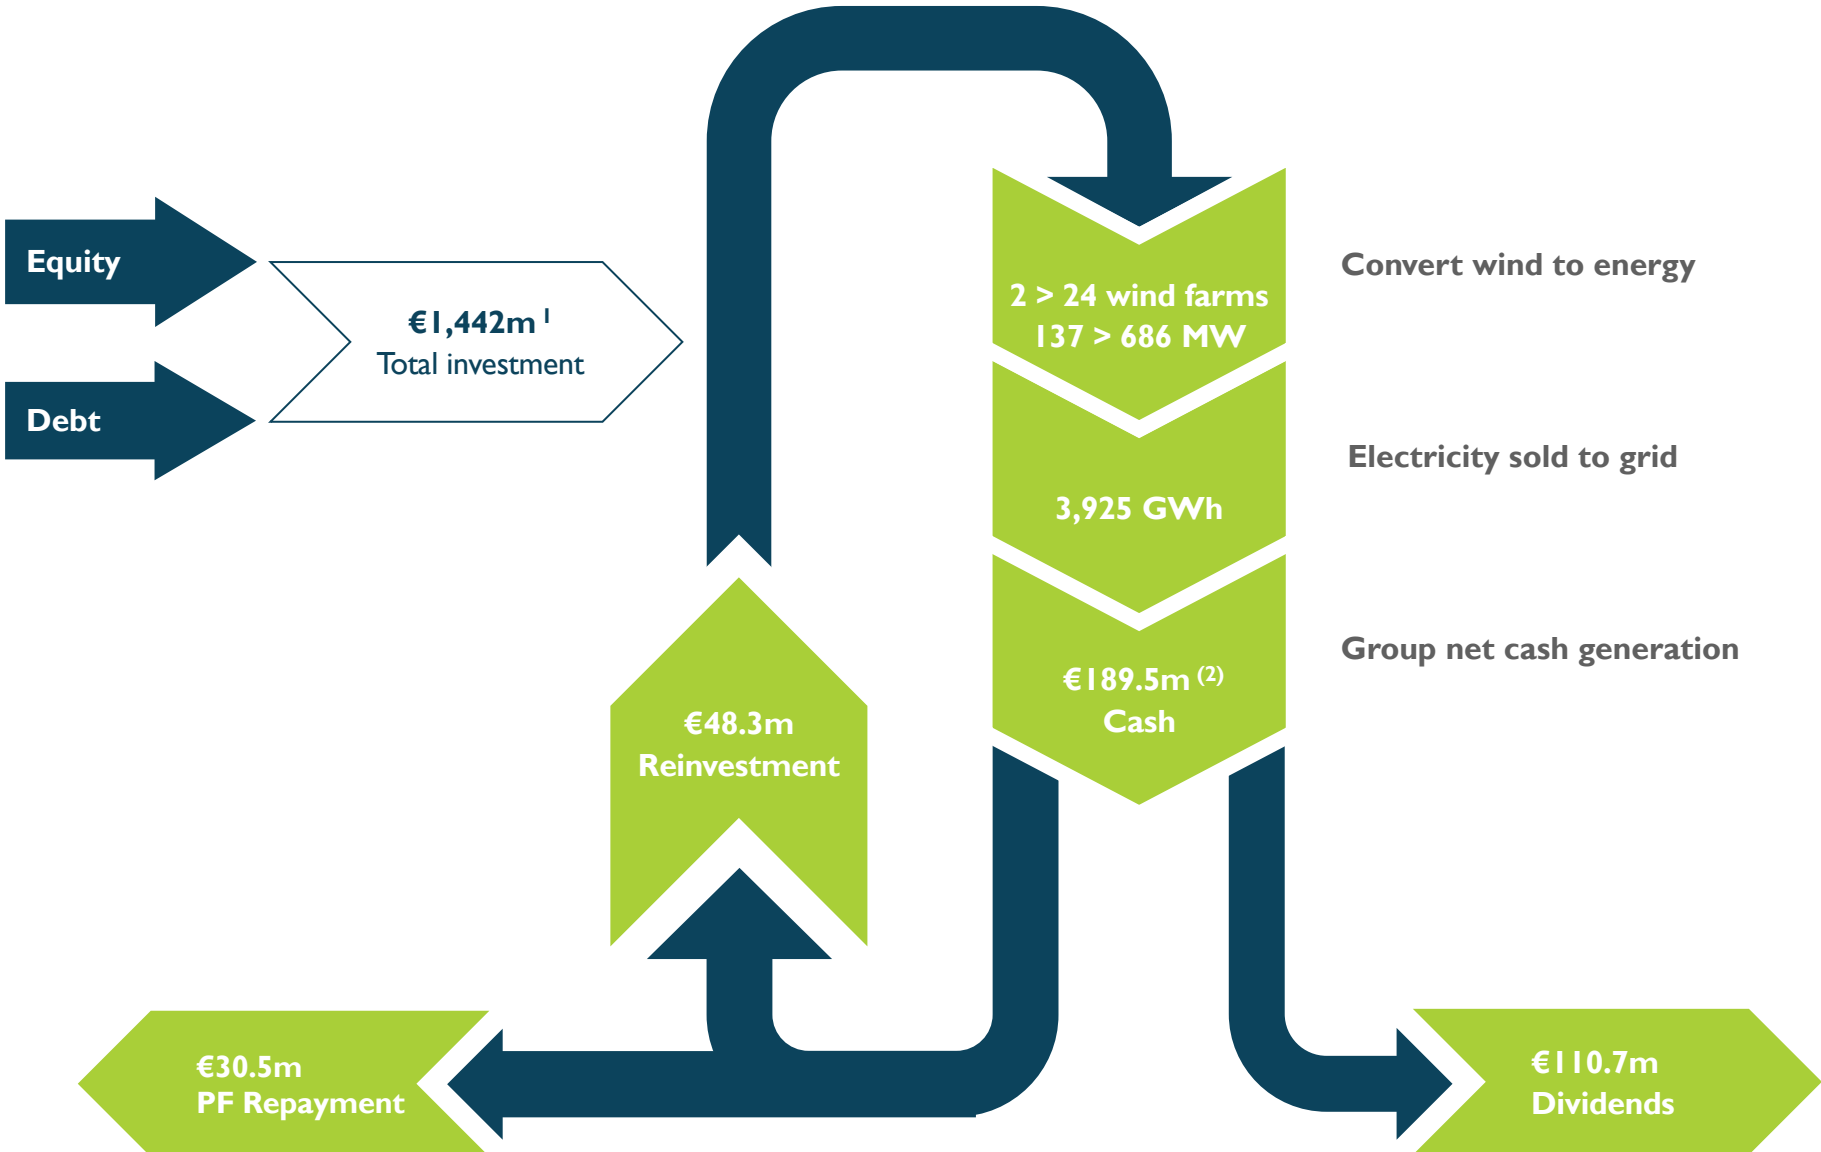 Equity
€1,442m 1
Total investment
Debt
2 > 24 wind farms
137 > 686 MW
Convert wind to energy
3,925 GWh
Electricity sold to grid
€189.5m (2)
Cash
Group net cash generation
€48.3m
Reinvestment
€30.5m
PF Repayment
€110.7m
Dividends